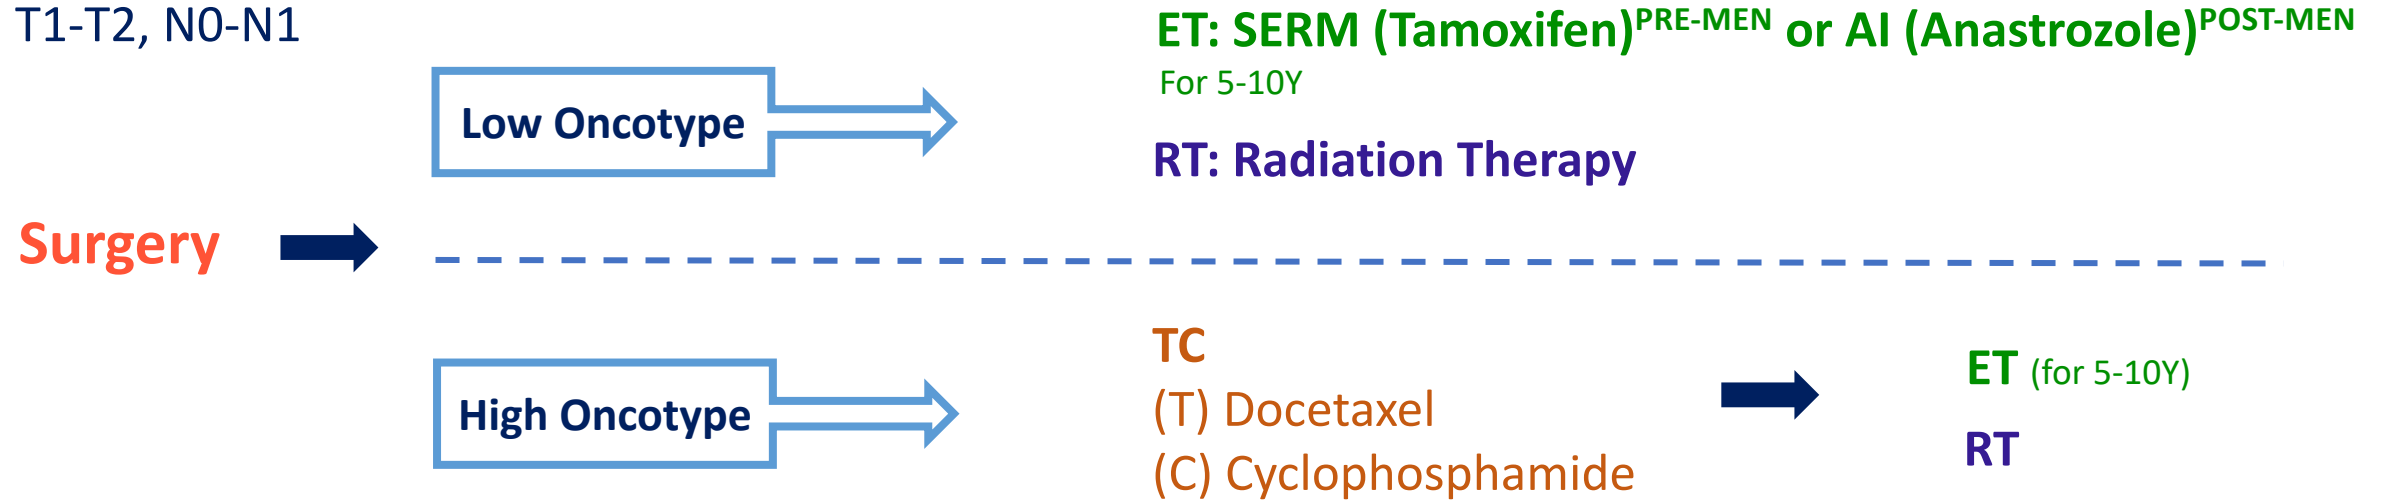 T1-T2, N0-N1
ET: SERM (Tamoxifen)PRE-MEN or AI (Anastrozole)POST-MEN
For 5-10Y
Low Oncotype
RT: Radiation Therapy
Surgery
High Oncotype
TC
(T) Docetaxel
(C) Cyclophosphamide
ET (for 5-10Y)
RT